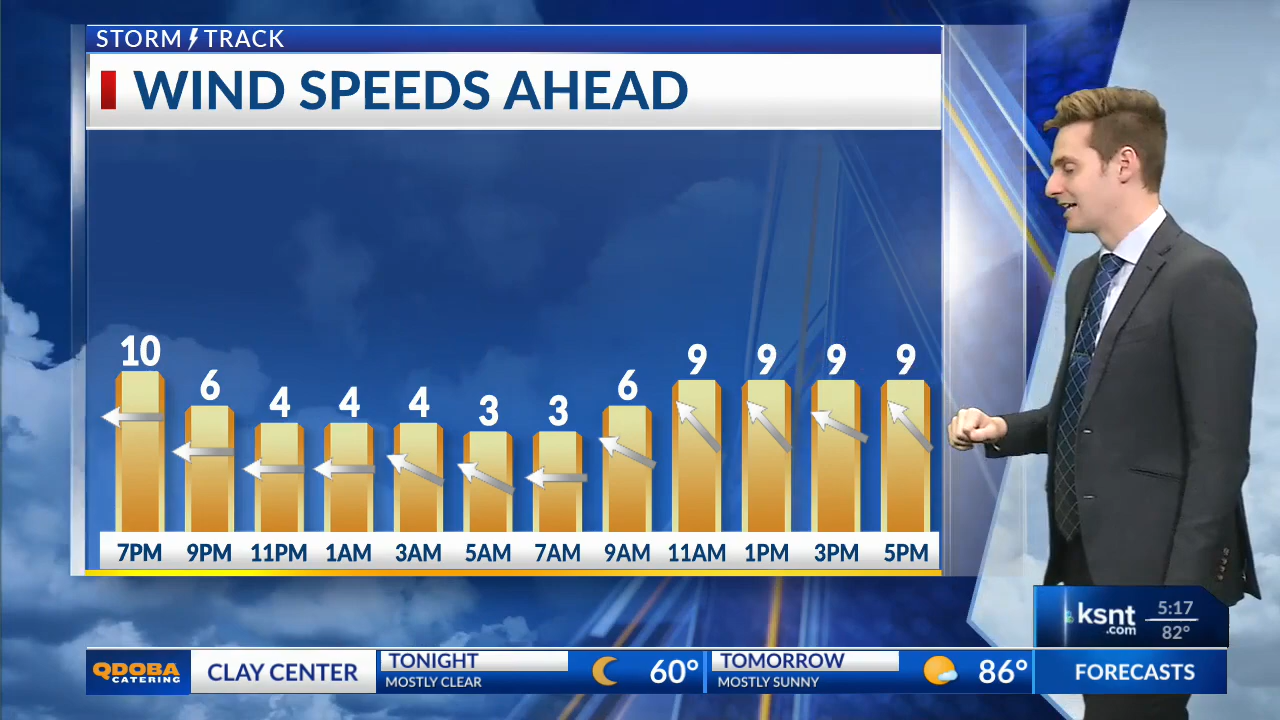 STORM TRACK
WIND SPEEDS AHEAD
10 6 4 4 4 3 3 6 9 9 9 9
7PM 9PM 11PM 1AM 3AM 5AM 7AM 9AM 11AM 1PM 3PM 5PM
ksnt
.com
5:17
82°
QDOBA
CATERING
CLAY CENTER
TONIGHT
MOSTLY CLEAR
60°
TOMORROW
MOSTLY SUNNY
86°
FORECASTS